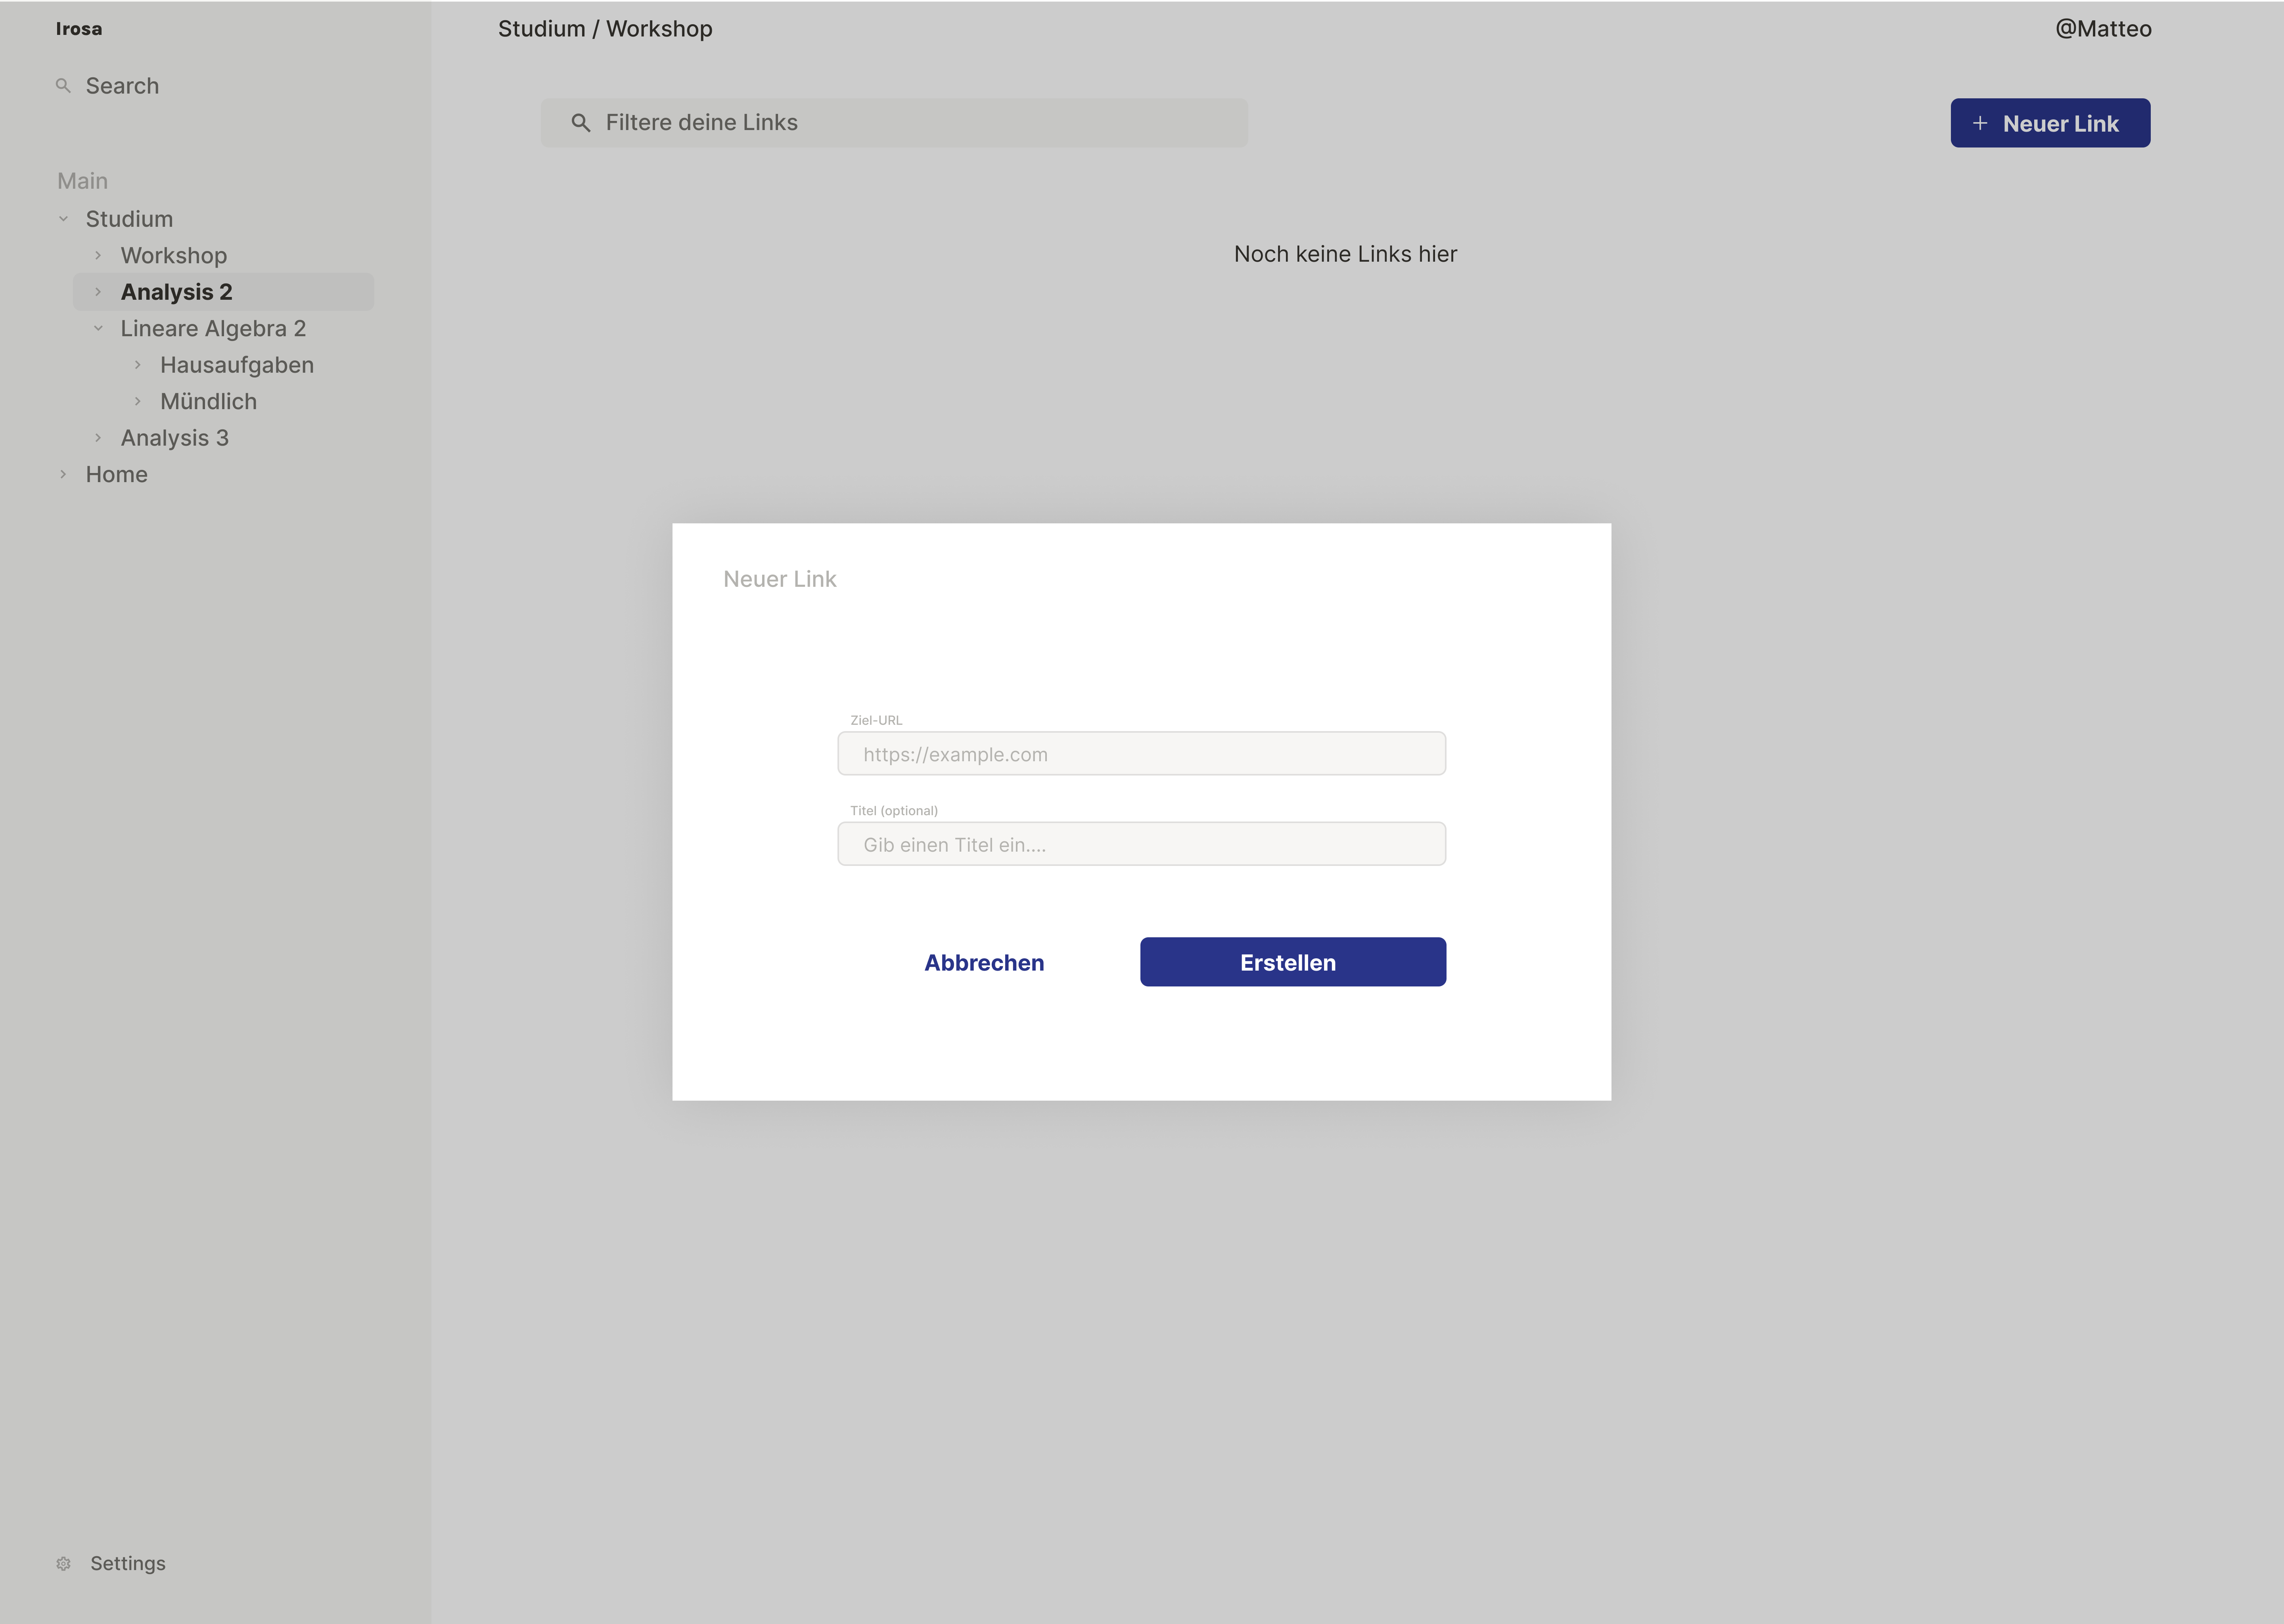 Irosa
Search
Main
Studium
Workshop
Analysis 2
Lineare Algebra 2
Hausaufgaben
Mündlich
Analysis 3
Home
Settings
Studium / Workshop
@Matteo
Filtere deine Links
+ Neuer Link
Noch keine Links hier
Neuer Link
Ziel-URL
https://example.com
Titel (optional)
Gib einen Titel ein....
Abbrechen
Erstellen